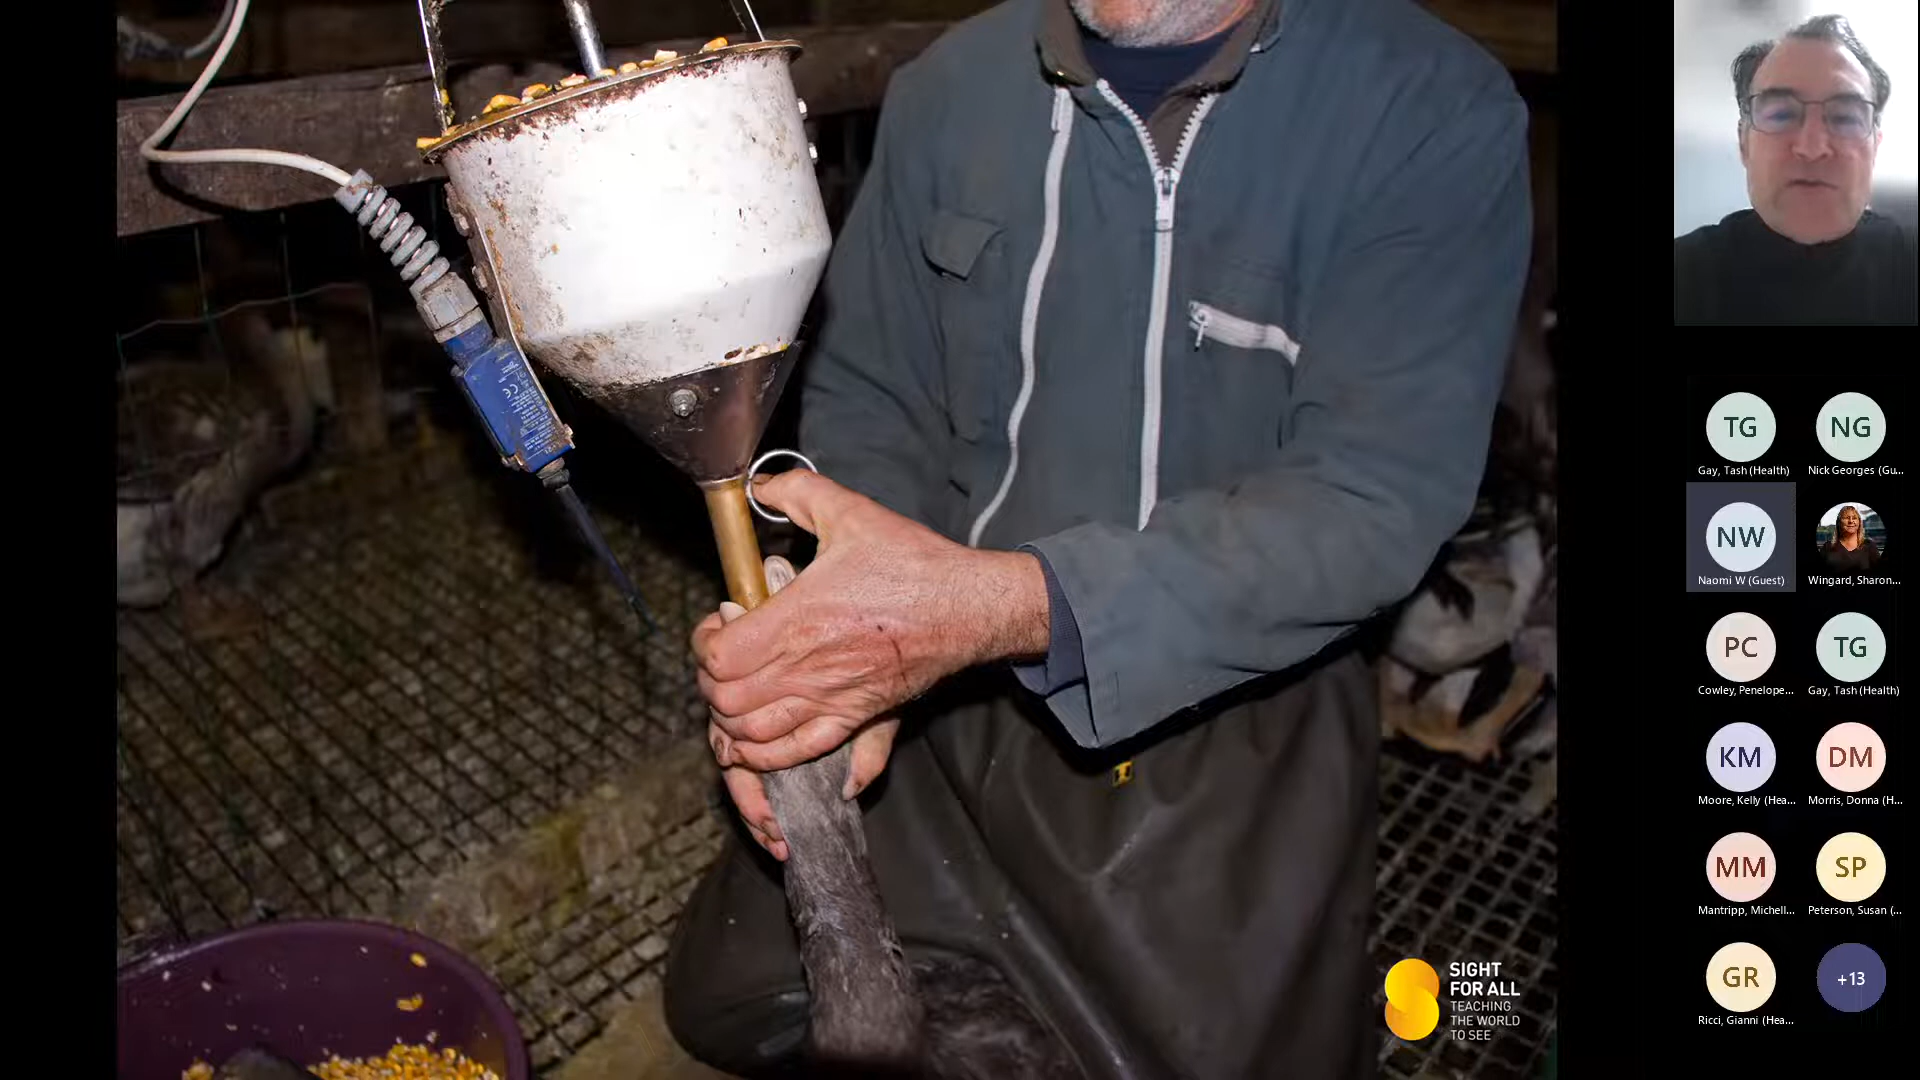 TG
NG
Gay, Tash (Health)
Nick Georges (Gu...
NW
Naomi W (Guest)
Wingard, Sharon...
PC
TG
Cowley, Penelope...
Gay, Tash (Health)
KM
DM
Moore, Kelly (Hea...
Morris, Donna (H...
MM
SP
Mantripp, Michell...
Peterson, Susan (...
GR
+13
Ricci, Gianni (Hea...
SIGHT
FOR ALL
TEACHING
THE WORLD
TO SEE
CE